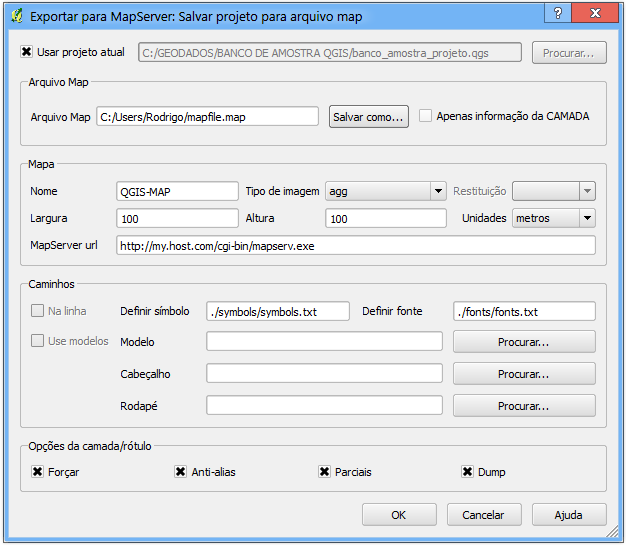 Exportar para MapServer: Salvar projeto para arquivo map ? X
Usar projeto atual C:/GEODADOS/BANCO DE AMOSTRA QGIS/banco_amostra_projeto.qgs Procurar...
Arquivo Map
Arquivo Map C:/Users/Rodrigo/mapfile.map Salvar como... Apenas informação da CAMADA
Mapa
Nome QGIS-MAP Tipo de imagem agg Restituição
Largura 100 Altura 100 Unidades metros
MapServer url http://my.host.com/cgi-bin/mapserv.exe
Caminhos
Na linha Definir símbolo ./symbols/symbols.txt Definir fonte ./fonts/fonts.txt
Use modelos Modelo Procurar...
Cabeçalho Procurar...
Rodapé Procurar...
Opções da camada/rótulo
Forçar Anti-alias Parciais Dump
OK Cancelar Ajuda